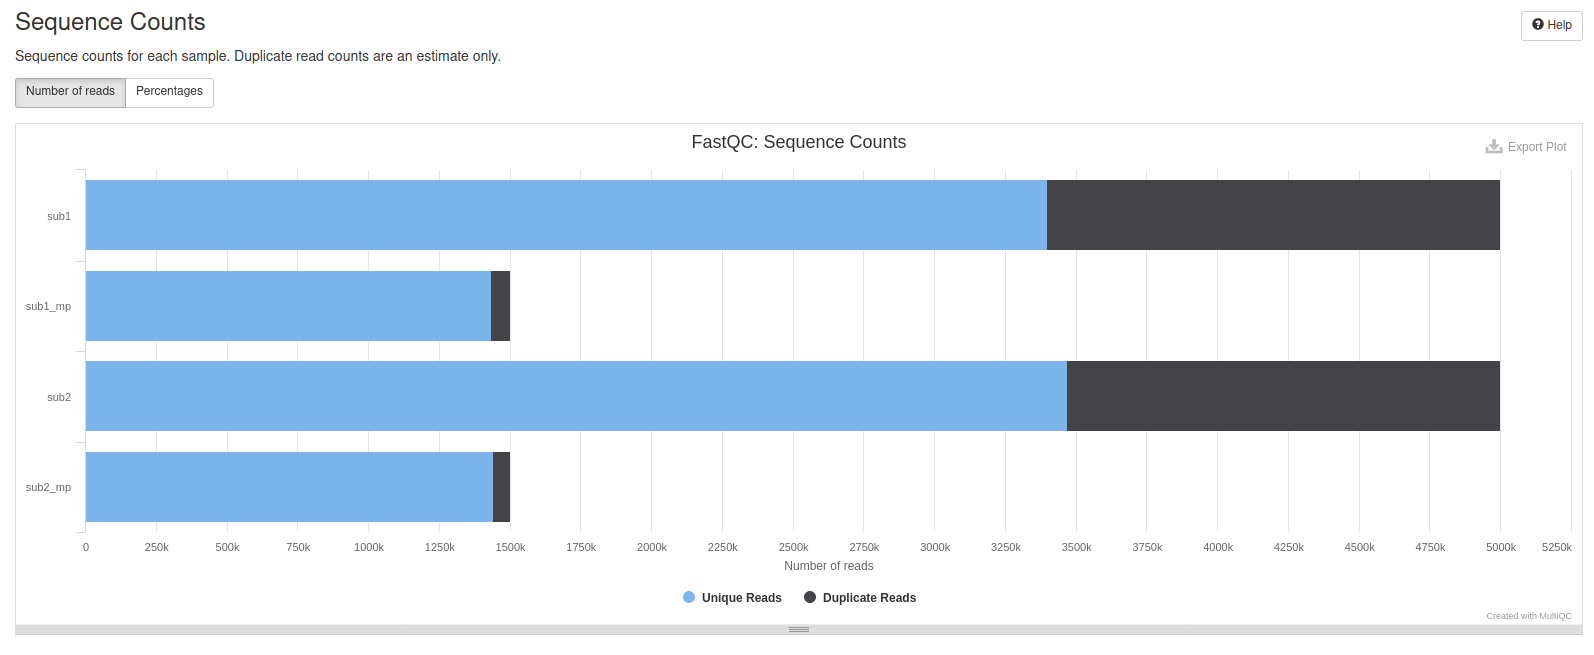 Sequence Counts
Help
Sequence counts for each sample. Duplicate read counts are an estimate only.
Number of reads
Percentages
FastQC: Sequence Counts
Export Plot
sub1
sub1_mp
sub2
sub2_mp
0 250k 500k 750k 1000k 1250k 1500k 1750k 2000k 2250k 2500k 2750k 3000k 3250k 3500k 3750k 4000k 4250k 4500k 4750k 5000k 5250k
Number of reads
Unique Reads Duplicate Reads
Created with MultiQC